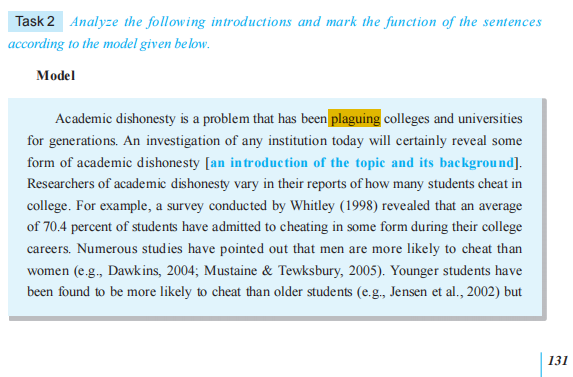 Task 2 Analyze the following introductions and mark the function of the sentences
according to the model given below.
Model
Academic dishonesty is a problem that has been plaguing colleges and universities
for generations. An investigation of any institution today will certainly reveal some
form of academic dishonesty [an introduction of the topic and its background].
Researchers of academic dishonesty vary in their reports of how many students cheat in
college. For example, a survey conducted by Whitley (1998) revealed that an average
of 70.4 percent of students have admitted to cheating in some form during their college
careers. Numerous studies have pointed out that men are more likely to cheat than
women (e.g., Dawkins, 2004; Mustaine & Tewksbury, 2005). Younger students have
been found to be more likely to cheat than older students (e.g., Jensen et al., 2002) but
131